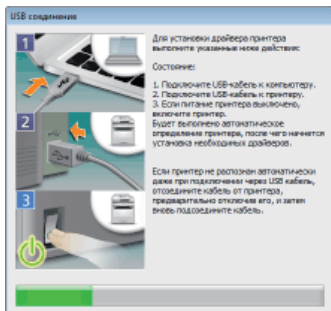 USB соединение
1
2
3
Для установки драйвера принтера
выполните указанные ниже действия:
Состояние:
1. Подключите USB-кабель к компьютеру.
2. Подключите USB-кабель к принтеру.
3. Если питание принтера выключено,
включите принтер.
Будет выполнено автоматическое
определение принтера, после чего начнется
установка необходимых драйверов.
Если принтер не распознан автоматически
даже при подключении через USB кабель,
отсоедините кабель от принтера,
предварительно отключив его, и затем
вновь подсоедините кабель.